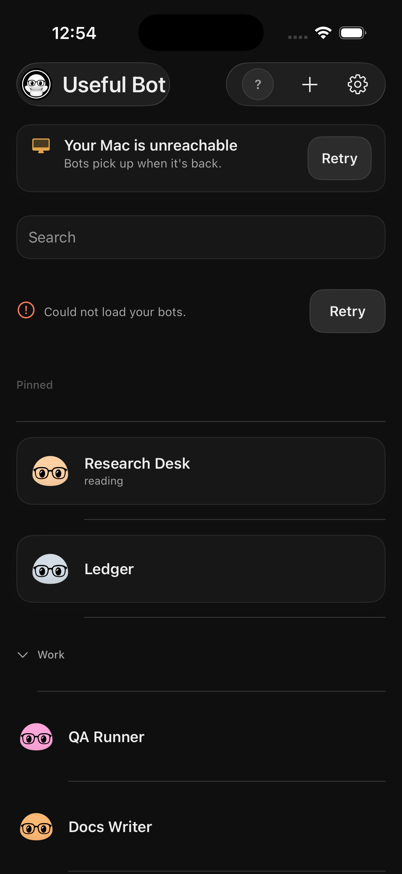 12:54
Useful Bot
?
Your Mac is unreachable
Bots pick up when it's back.
Retry
Search
Could not load your bots.
Retry
Pinned
Research Desk
reading
Ledger
Work
QA Runner
Docs Writer